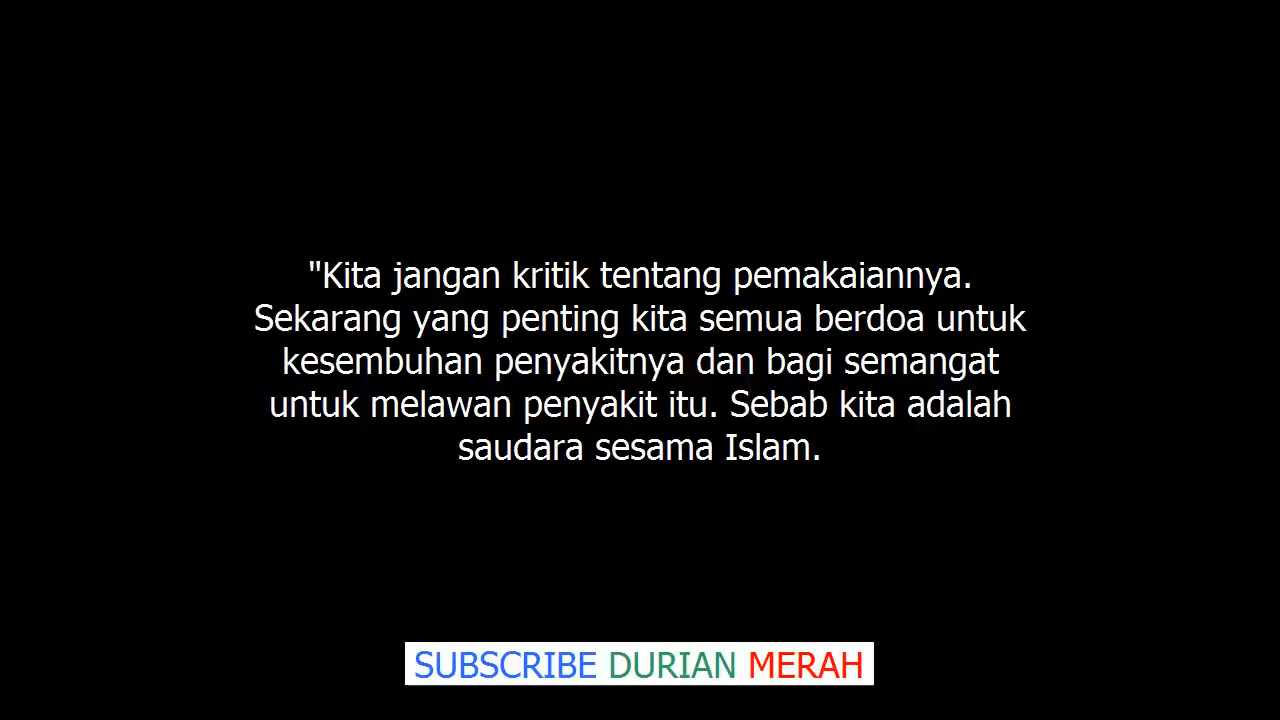 "Kita jangan kritik tentang pemakaiannya.
Sekarang yang penting kita semua berdoa untuk
kesembuhan penyakitnya dan bagi semangat
untuk melawan penyakit itu. Sebab kita adalah
saudara sesama Islam.
SUBSCRIBE DURIAN MERAH